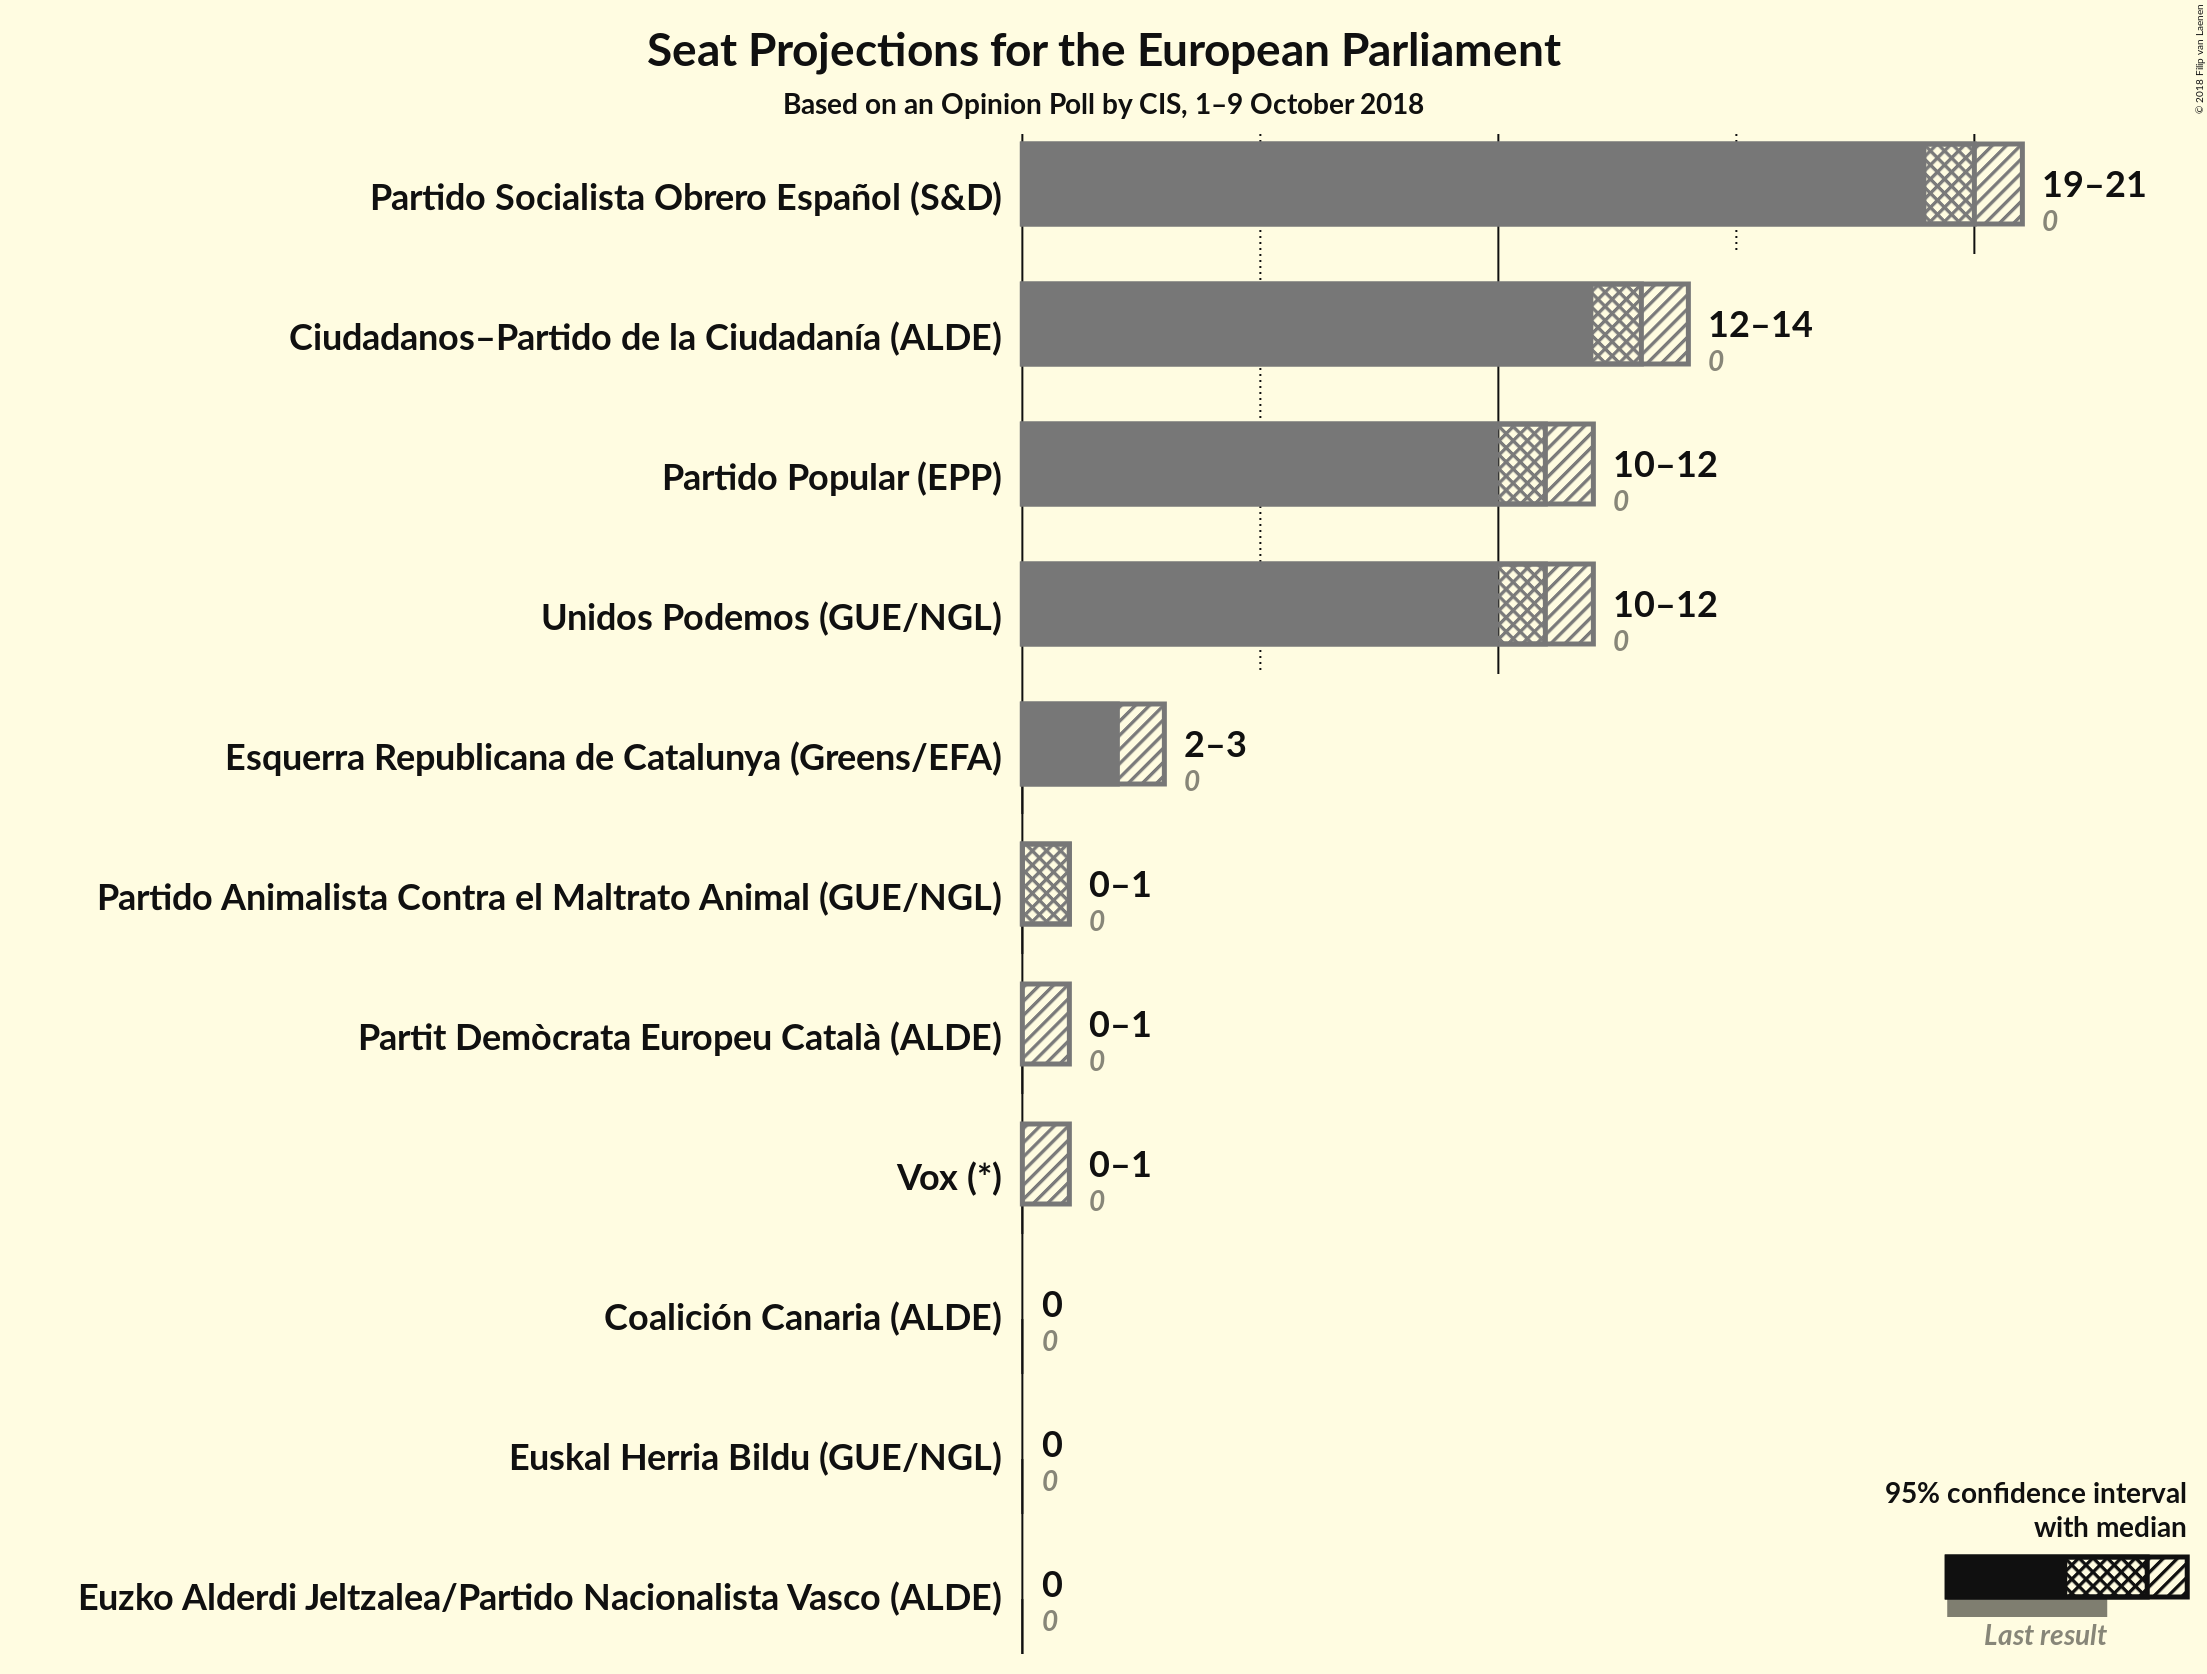 © 2018 Filip van Laenen
Seat Projections for the European Parliament
Based on an Opinion Poll by CIS, 1–9 October 2018
Partido Socialista Obrero Español (S&D)
19–21
0
Ciudadanos–Partido de la Ciudadanía (ALDE)
12–14
0
Partido Popular (EPP)
10–12
0
Unidos Podemos (GUE/NGL)
10–12
0
Esquerra Republicana de Catalunya (Greens/EFA)
2–3
0
Partido Animalista Contra el Maltrato Animal (GUE/NGL)
0–1
0
Partit Demòcrata Europeu Català (ALDE)
0–1
0
Vox (*)
0–1
0
Coalición Canaria (ALDE)
0
0
Euskal Herria Bildu (GUE/NGL)
0
0
Euzko Alderdi Jeltzalea/Partido Nacionalista Vasco (ALDE)
0
0
95% confidence interval
with median
Last result